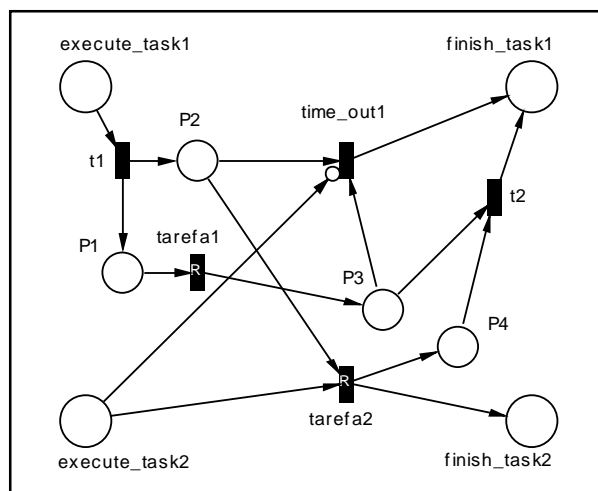 execute_task1
finish_task1
P2
time_out1
t1
t2
P1
tarefa1
R
P3
P4
R
tarefa2
execute_task2
finish_task2